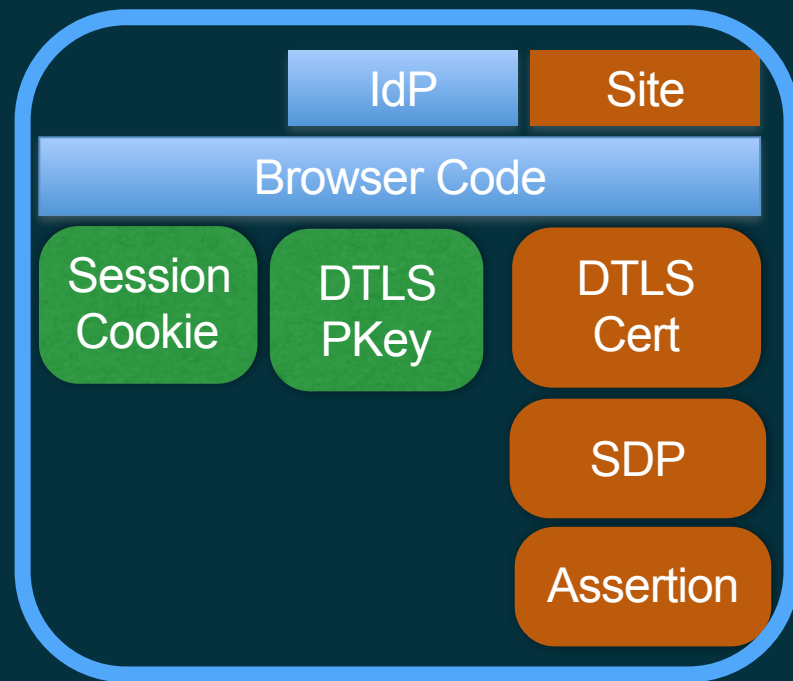 IdP
Site
Browser Code
Session
Cookie
DTLS
PKey
DTLS
Cert
SDP
Assertion